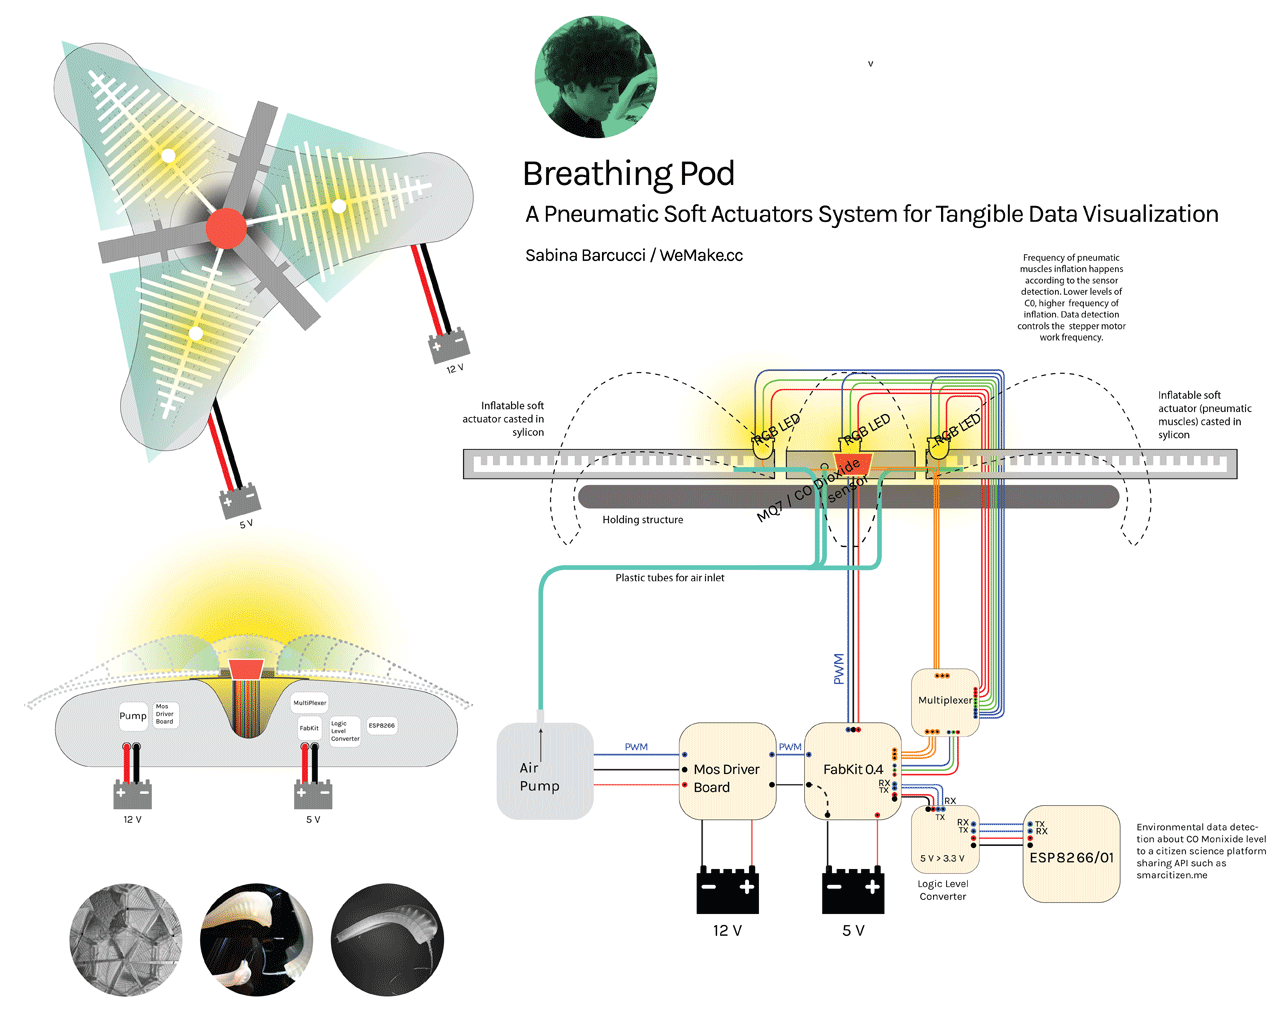 v
Breathing Pod
A Pneumatic Soft Actuators System for Tangible Data Visualization
Sabina Barcucci / WeMake.cc
Frequency of pneumatic
muscles inflation happens
according to the sensor
detection. Lower levels of
C0, higher frequency of
inflation. Data detection
controls the stepper motor
work frequency.
+ -
12 V
+ -
5 V
Inflatable soft
actuator casted in
sylicon
RGB LED
RGB LED
RGB LED
Inflatable soft
actuator (pneumatic
muscles) casted in
sylicon
MQ7 / CO Dioxide
sensor
Holding structure
Plastic tubes for air inlet
PWM
Multiplexer
Pump
Mos
Driver
Board
MultiPlexer
FabKit
Logic
Level
Converter
ESP8266
+ -
12 V
+ -
5 V
Air
Pump
PWM
Mos Driver
Board
PWM
FabKit 0.4
RX
TX
RX
TX
RX
TX
5 V > 3.3 V
Logic Level
Converter
TX
RX
ESP8266/01
Environmental data detec-
tion about CO Monixide level
to a citizen science platform
sharing API such as
smarcitizen.me
- +
12 V
- +
5 V